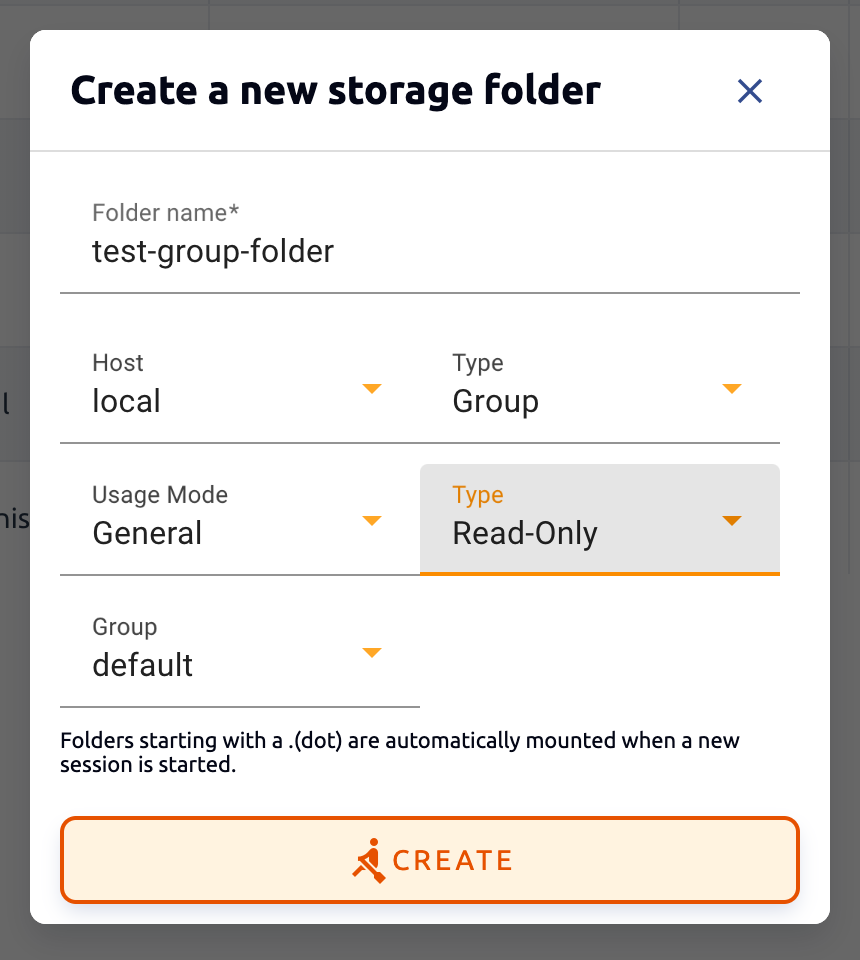 Create a new storage folder
Folder name*
test-group-folder
Host
local
Type
Group
l
Usage Mode
General
Type
Read-Only
his
Group
default
Folders starting with a .(dot) are automatically mounted when a new
session is started.
CREATE